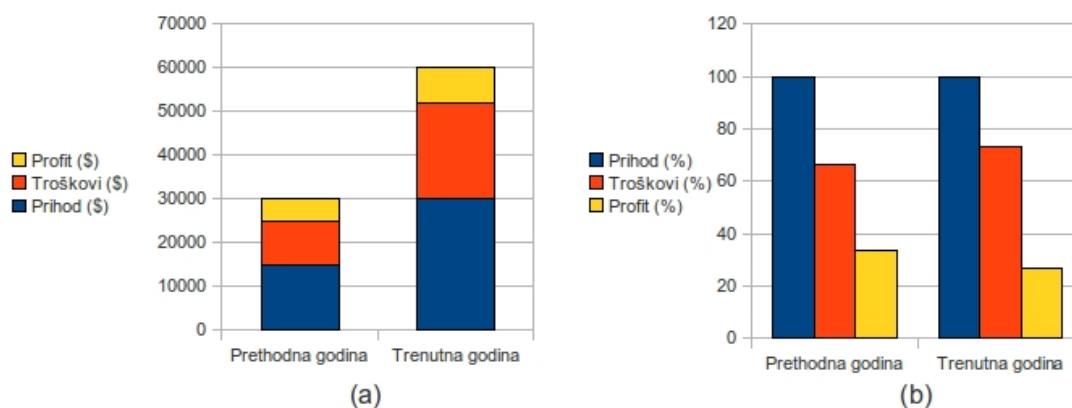 70000
60000
50000
40000
30000
20000
10000
0
Profit ($)
Troškovi ($)
Prihod ($)
Prethodna godina
Trenutna godina
(a)
120
100
80
60
40
20
0
Prihod (%)
Troškovi (%)
Profit (%)
Prethodna godina
Trenutna godina
(b)